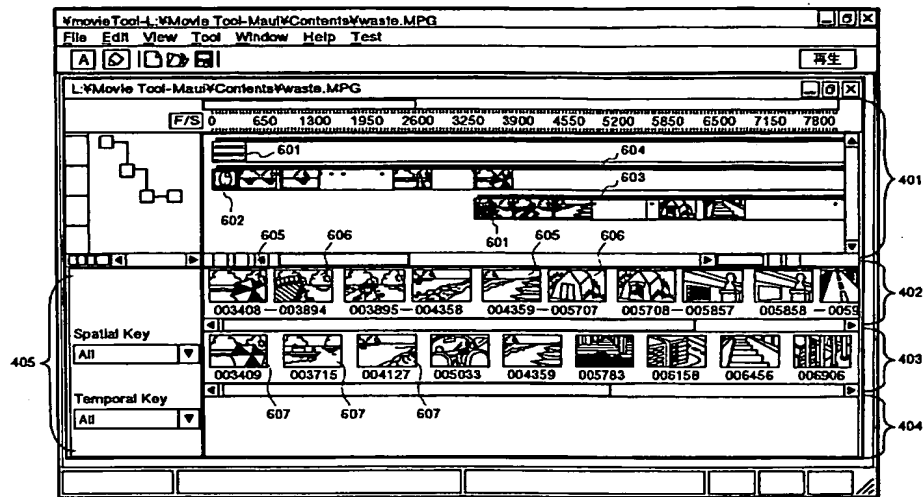 ¥movieTool-L:¥Movie Tool-Maui¥Contents¥waste.MPG
File Edit View Tool Window Help Test
A 再生
L:¥Movie Tool-Maui¥Contents¥waste.MPG
F/S 0 650 1300 1950 2600 3250 3900 4550 5200 5850 6500 7150 7800
601 604
401
603
602 601
605 606 605 606
003408—003894 003895—004358 004359—005707 005708—005857 005858—0059
402
Spatial Key
All
405
003409 003715 004127 005033 004359 005783 006158 006456 006906
403
607 607 607
Temporal Key
All
404